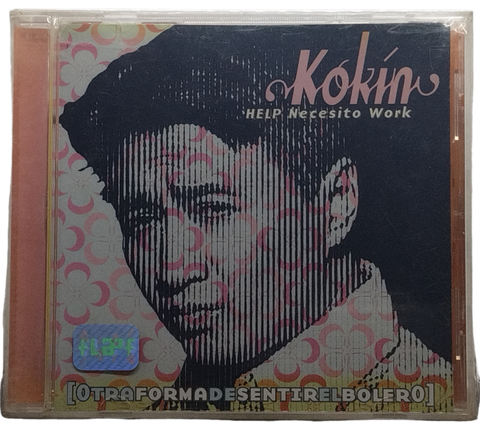 Kokín
HELP Necesito Work
[OTRAFORMADESENTIRELBOLERO]